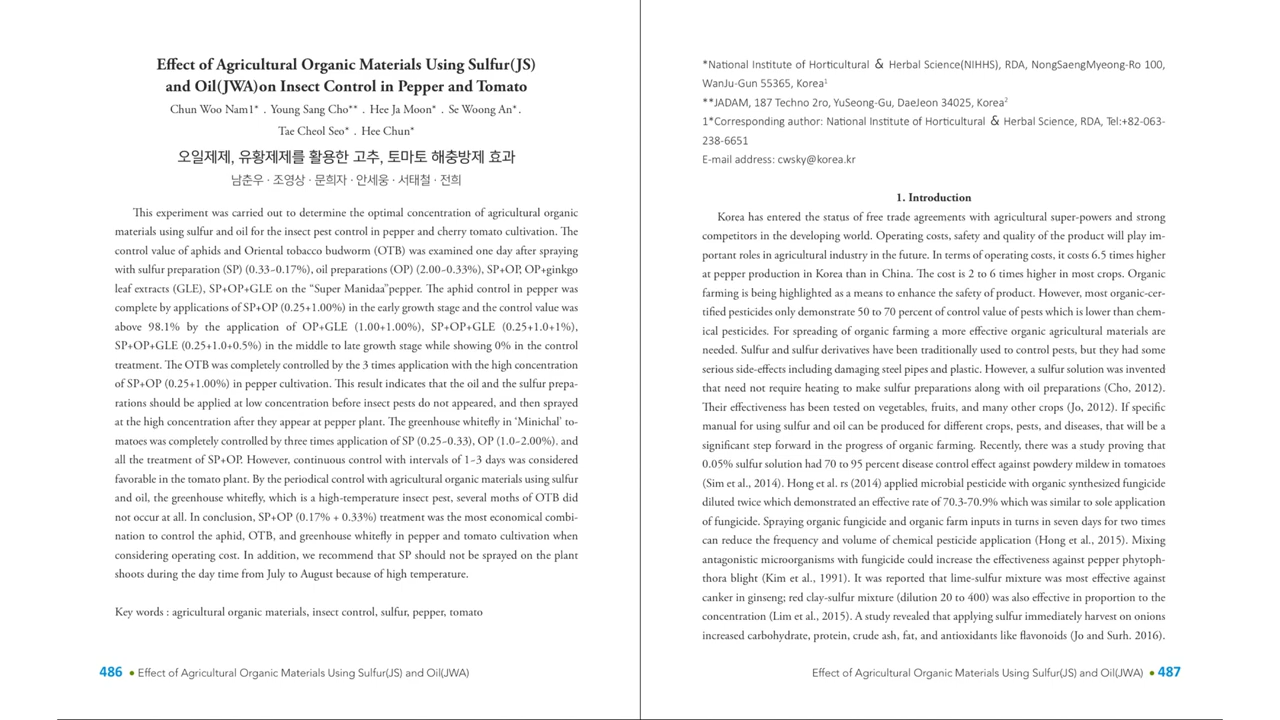 Effect of Agricultural Organic Materials Using Sulfur(JS)
and Oil(JWA)on Insect Control in Pepper and Tomato
Chun Woo Nam1* . Young Sang Cho** . Hee Ja Moon* . Se Woong An*.
Tae Cheol Seo* . Hee Chun*
오일제제, 유황제제를 활용한 고추, 토마토 해충방제 효과
남춘우 · 조영상 · 문희자 · 안세웅 · 서태철 · 전희
This experiment was carried out to determine the optimal concentration of agricultural organic
materials using sulfur and oil for the insect pest control in pepper and cherry tomato cultivation. The
control value of aphids and Oriental tobacco budworm (OTB) was examined one day after spraying
with sulfur preparation (SP) (0.33~0.17%), oil preparations (OP) (2.00~0.33%), SP+OP, OP+ginkgo
leaf extracts (GLE), SP+OP+GLE on the “Super Manidaa”pepper. The aphid control in pepper was
complete by applications of SP+OP (0.25+1.00%) in the early growth stage and the control value was
above 98.1% by the application of OP+GLE (1.00+1.00%), SP+OP+GLE (0.25+1.0+1%),
SP+OP+GLE (0.25+1.0+0.5%) in the middle to late growth stage while showing 0% in the control
treatment. The OTB was completely controlled by the 3 times application with the high concentration
of SP+OP (0.25+1.00%) in pepper cultivation. This result indicates that the oil and the sulfur prepa-
rations should be applied at low concentration before insect pests do not appeared, and then sprayed
at the high concentration after they appear at pepper plant. The greenhouse whitefly in ‘Minichal’ to-
matoes was completely controlled by three times application of SP (0.25~0.33), OP (1.0~2.00%). and
all the treatment of SP+OP. However, continuous control with intervals of 1~3 days was considered
favorable in the tomato plant. By the periodical control with agricultural organic materials using sulfur
and oil, the greenhouse whitefly, which is a high-temperature insect pest, several moths of OTB did
not occur at all. In conclusion, SP+OP (0.17% + 0.33%) treatment was the most economical combi-
nation to control the aphid, OTB, and greenhouse whitefly in pepper and tomato cultivation when
considering operating cost. In addition, we recommend that SP should not be sprayed on the plant
shoots during the day time from July to August because of high temperature.
Key words : agricultural organic materials, insect control, sulfur, pepper, tomato
486 • Effect of Agricultural Organic Materials Using Sulfur(JS) and Oil(JWA)
*National Institute of Horticultural & Herbal Science(NIHHS), RDA, NongSaengMyeong-Ro 100,
WanJu-Gun 55365, Korea1
**JADAM, 187 Techno 2ro, YuSeong-Gu, DaeJeon 34025, Korea2
1*Corresponding author: National Institute of Horticultural & Herbal Science, RDA, Tel:+82-063-
238-6651
E-mail address: cwsky@korea.kr
1. Introduction
Korea has entered the status of free trade agreements with agricultural super-powers and strong
competitors in the developing world. Operating costs, safety and quality of the product will play im-
portant roles in agricultural industry in the future. In terms of operating costs, it costs 6.5 times higher
at pepper production in Korea than in China. The cost is 2 to 6 times higher in most crops. Organic
farming is being highlighted as a means to enhance the safety of product. However, most organic-cer-
tified pesticides only demonstrate 50 to 70 percent of control value of pests which is lower than chem-
ical pesticides. For spreading of organic farming a more effective organic agricultural materials are
needed. Sulfur and sulfur derivatives have been traditionally used to control pests, but they had some
serious side-effects including damaging steel pipes and plastic. However, a sulfur solution was invented
that need not require heating to make sulfur preparations along with oil preparations (Cho, 2012).
Their effectiveness has been tested on vegetables, fruits, and many other crops (Jo, 2012). If specific
manual for using sulfur and oil can be produced for different crops, pests, and diseases, that will be a
significant step forward in the progress of organic farming. Recently, there was a study proving that
0.05% sulfur solution had 70 to 95 percent disease control effect against powdery mildew in tomatoes
(Sim et al., 2014). Hong et al. rs (2014) applied microbial pesticide with organic synthesized fungicide
diluted twice which demonstrated an effective rate of 70.3-70.9% which was similar to sole application
of fungicide. Spraying organic fungicide and organic farm inputs in turns in seven days for two times
can reduce the frequency and volume of chemical pesticide application (Hong et al., 2015). Mixing
antagonistic microorganisms with fungicide could increase the effectiveness against pepper phytoph-
thora blight (Kim et al., 1991). It was reported that lime-sulfur mixture was most effective against
canker in ginseng; red clay-sulfur mixture (dilution 20 to 400) was also effective in proportion to the
concentration (Lim et al., 2015). A study revealed that applying sulfur immediately harvest on onions
increased carbohydrate, protein, crude ash, fat, and antioxidants like flavonoids (Jo and Surh. 2016).
Effect of Agricultural Organic Materials Using Sulfur(JS) and Oil(JWA) • 487